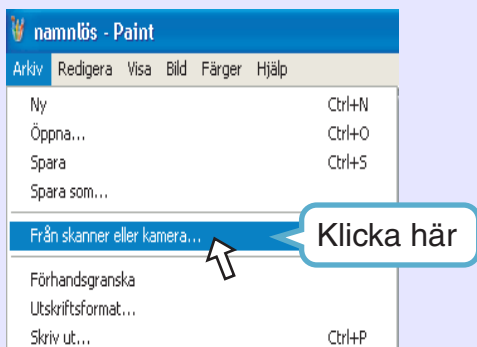 namnlös - Paint
Arkiv Redigera Visa Bild Färger Hjälp
Ny Ctrl+N
Öppna... Ctrl+O
Spara Ctrl+S
Spara som...
Från skanner eller kamera...
Klicka här
Förhandsgranska
Utskriftsformat...
Skriv ut... Ctrl+P